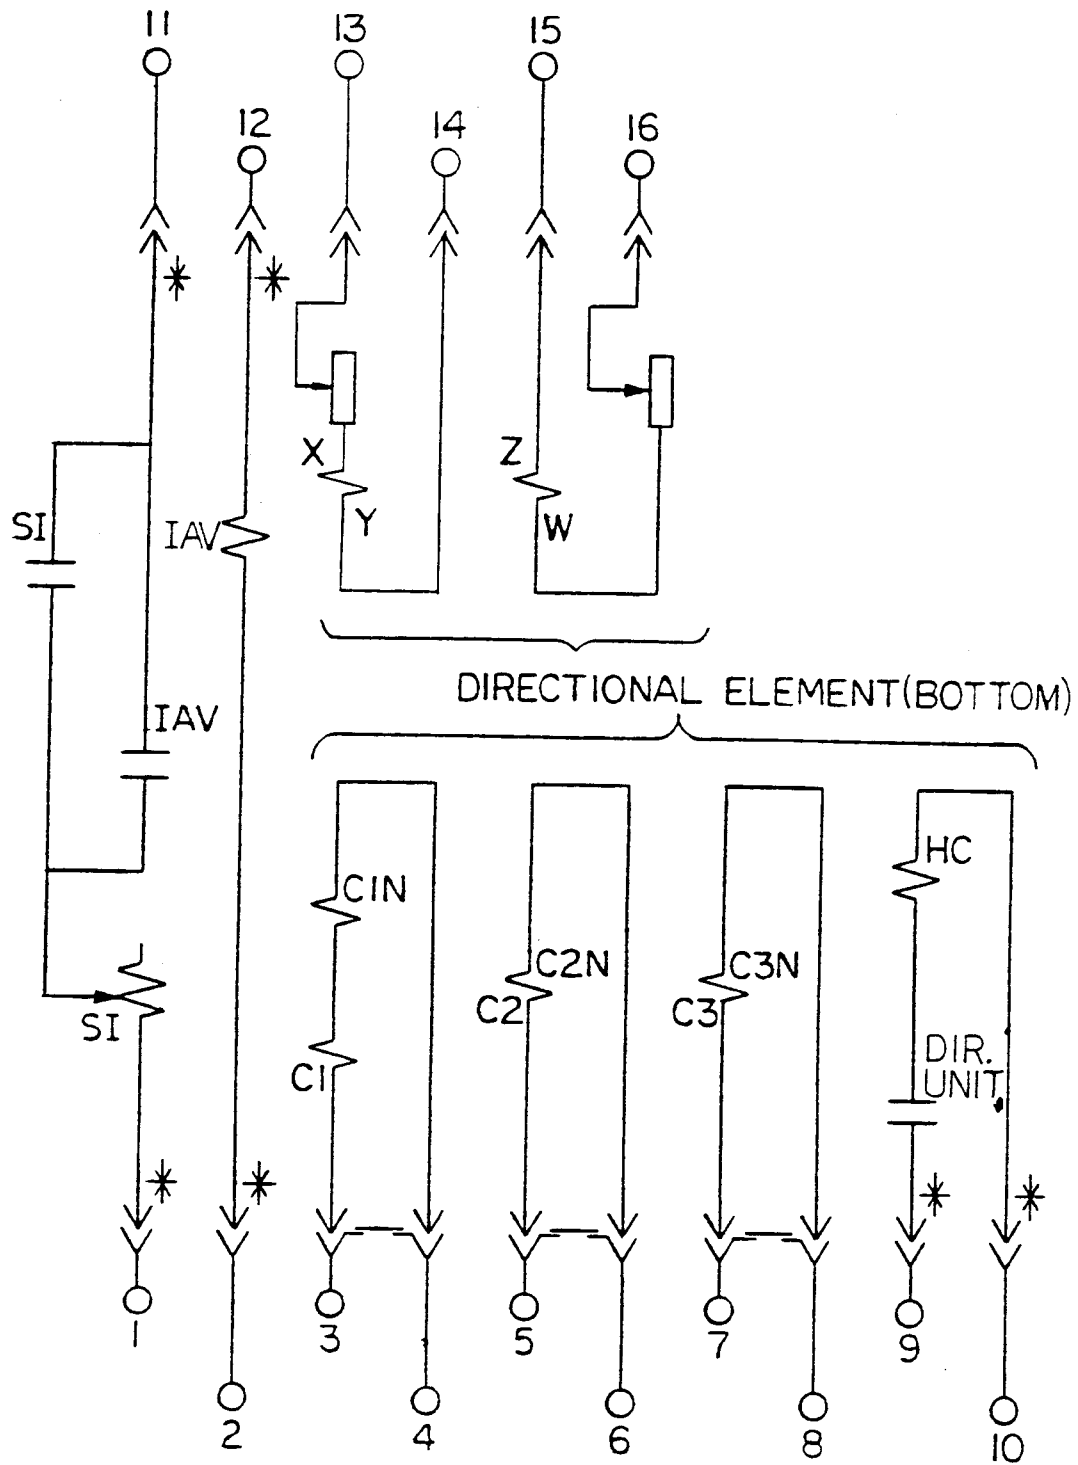 11
13
15
12
14
16
*
*
X
Z
SI
IAV
Y
W
DIRECTIONAL ELEMENT(BOTTOM)
IAV
HC
C1N
C2N
C3N
C2
C3
SI
DIR.
UNIT
C1
*
*
*
*
1
3
5
7
9
2
4
6
8
10